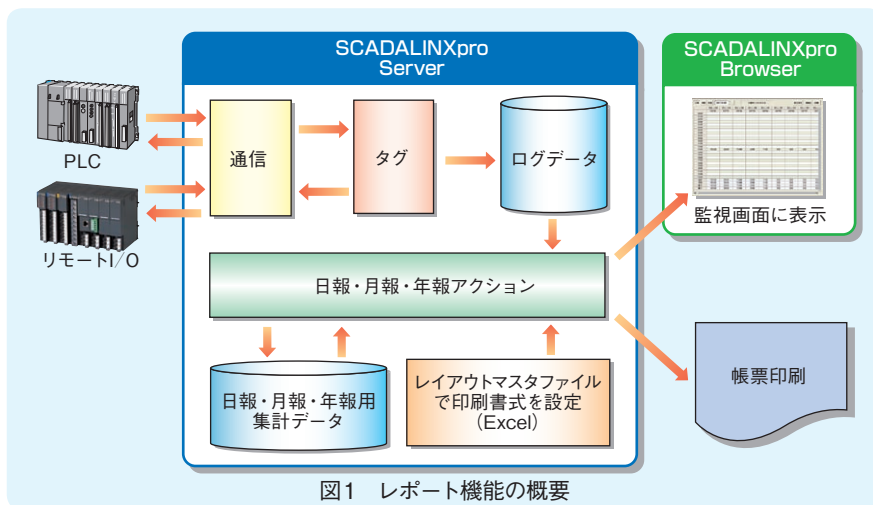 SCADALINXpro
Server
SCADALINXpro
Browser
PLC
リモートI/O
通信
タグ
ログデータ
監視画面に表示
日報・月報・年報アクション
日報・月報・年報用
集計データ
レイアウトマスタファイル
で印刷書式を設定
(Excel)
帳票印刷
図1 レポート機能の概要